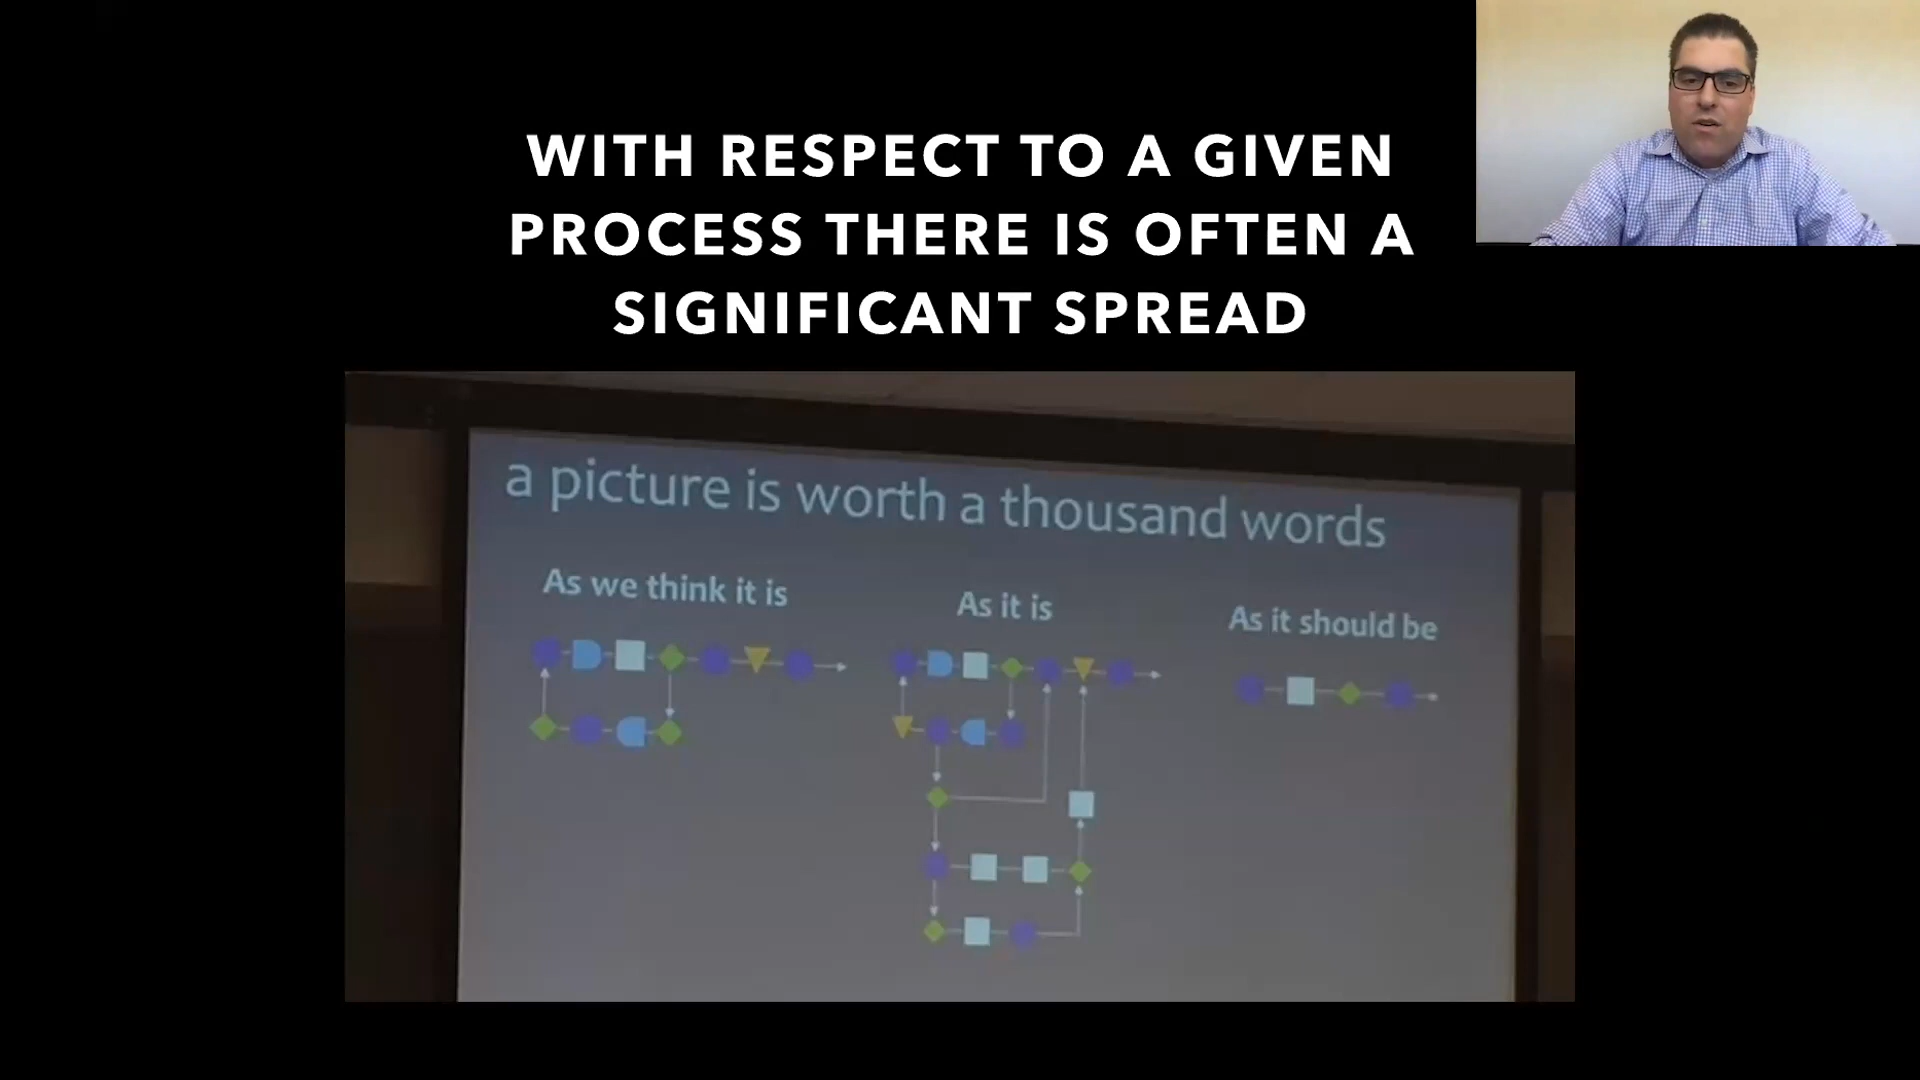 WITH RESPECT TO A GIVEN
PROCESS THERE IS OFTEN A
SIGNIFICANT SPREAD
a picture is worth a thousand words
As we think it is
As it is
As it should be